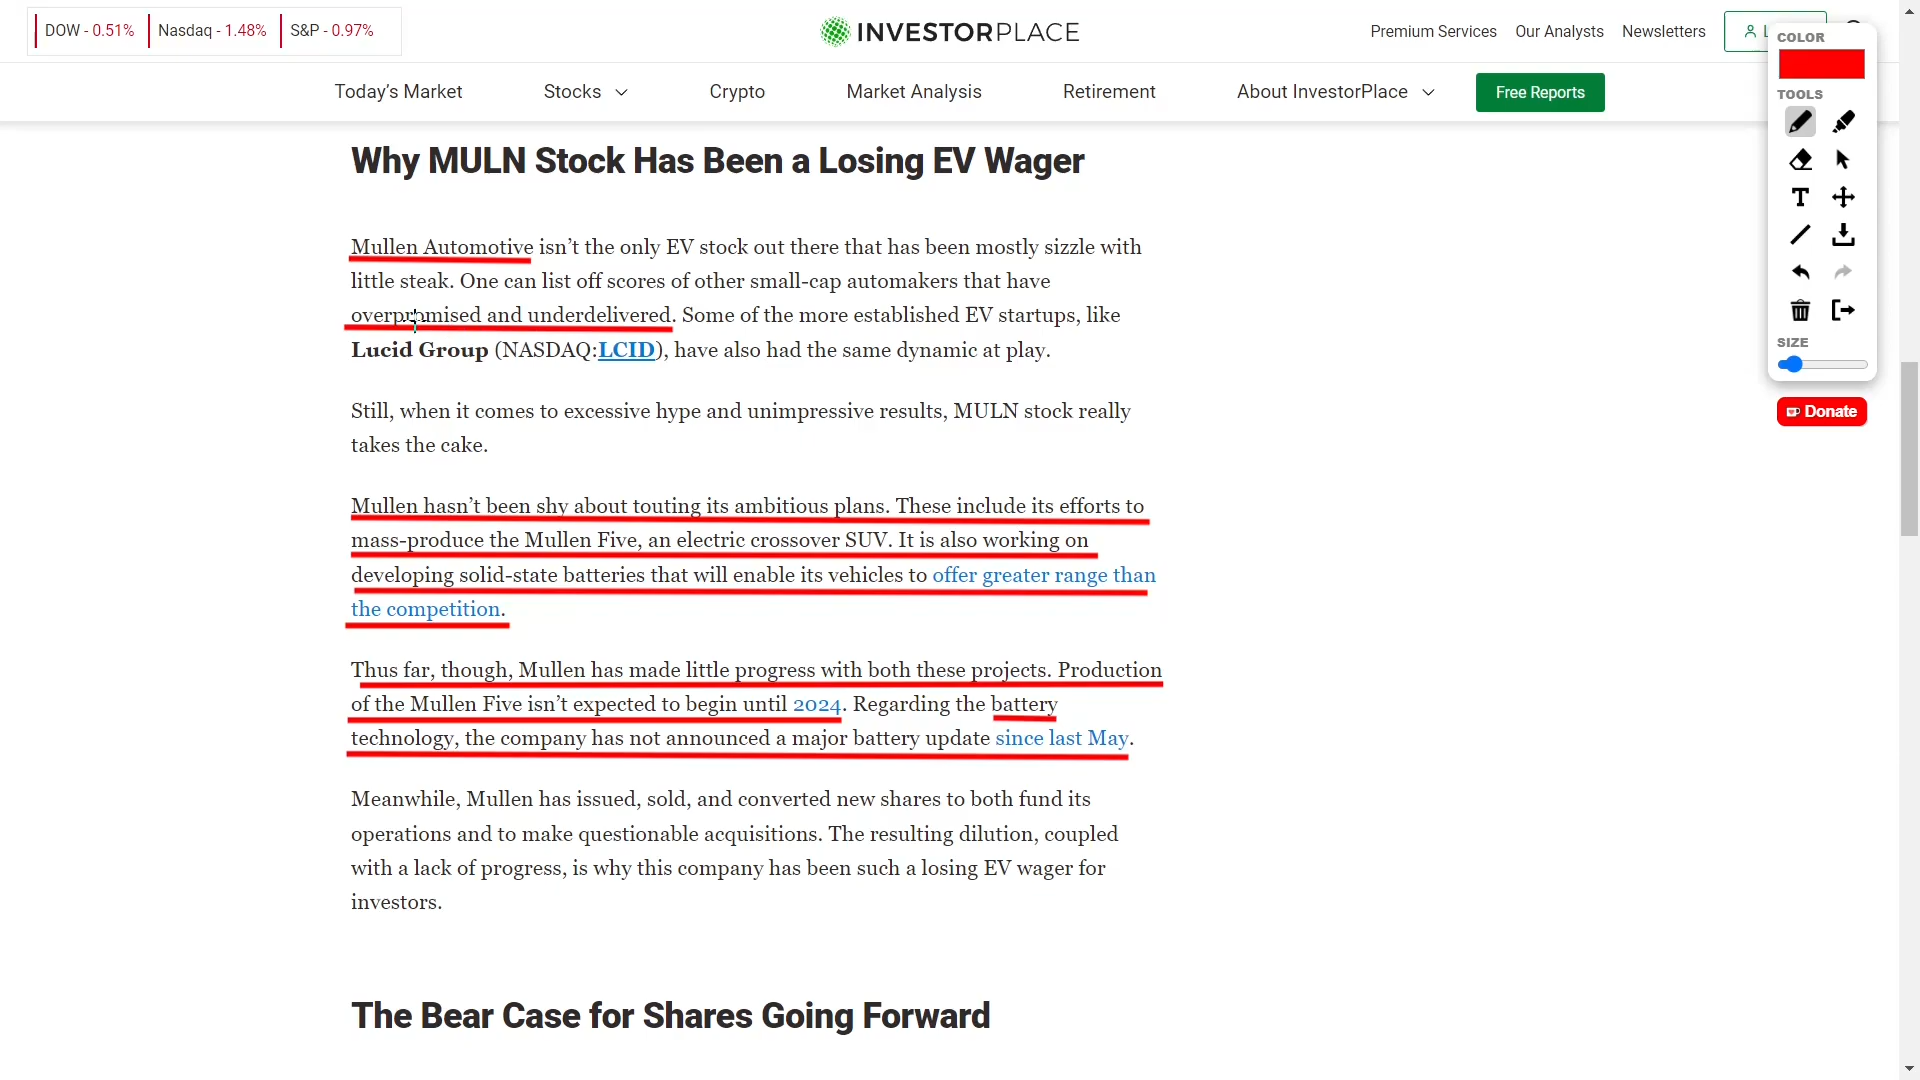 DOW - 0.51% Nasdaq - 1.48% S&P - 0.97%
INVESTORPLACE
Premium Services Our Analysts Newsletters
L
Today’s Market Stocks Crypto Market Analysis Retirement About InvestorPlace Free Reports
COLOR
TOOLS
T
SIZE
Donate
Why MULN Stock Has Been a Losing EV Wager
Mullen Automotive isn’t the only EV stock out there that has been mostly sizzle with
little steak. One can list off scores of other small-cap automakers that have
overpromised and underdelivered. Some of the more established EV startups, like
Lucid Group (NASDAQ:LCID), have also had the same dynamic at play.
Still, when it comes to excessive hype and unimpressive results, MULN stock really
takes the cake.
Mullen hasn’t been shy about touting its ambitious plans. These include its efforts to
mass-produce the Mullen Five, an electric crossover SUV. It is also working on
developing solid-state batteries that will enable its vehicles to offer greater range than
the competition.
Thus far, though, Mullen has made little progress with both these projects. Production
of the Mullen Five isn’t expected to begin until 2024. Regarding the battery
technology, the company has not announced a major battery update since last May.
Meanwhile, Mullen has issued, sold, and converted new shares to both fund its
operations and to make questionable acquisitions. The resulting dilution, coupled
with a lack of progress, is why this company has been such a losing EV wager for
investors.
The Bear Case for Shares Going Forward